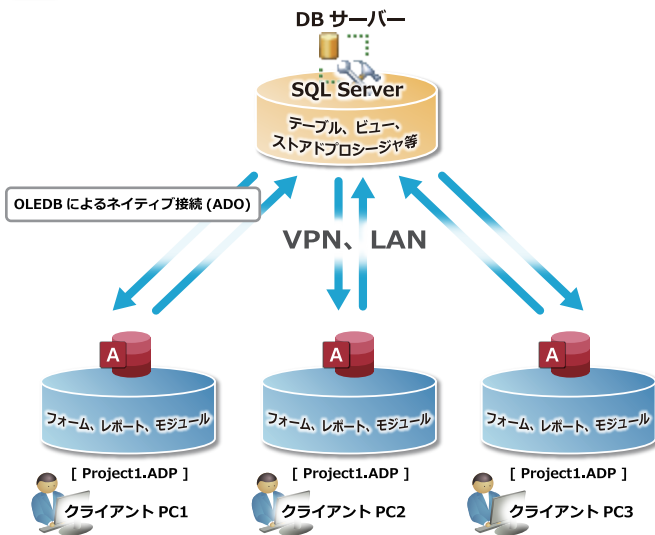 DB サーバー
SQL Server
テーブル、ビュー、
ストアドプロシージャ等
OLEDB によるネイティブ接続 (ADO)
VPN、LAN
A
A
A
フォーム、レポート、モジュール
フォーム、レポート、モジュール
フォーム、レポート、モジュール
[ Project1.ADP ]
[ Project1.ADP ]
[ Project1.ADP ]
クライアント PC1
クライアント PC2
クライアント PC3